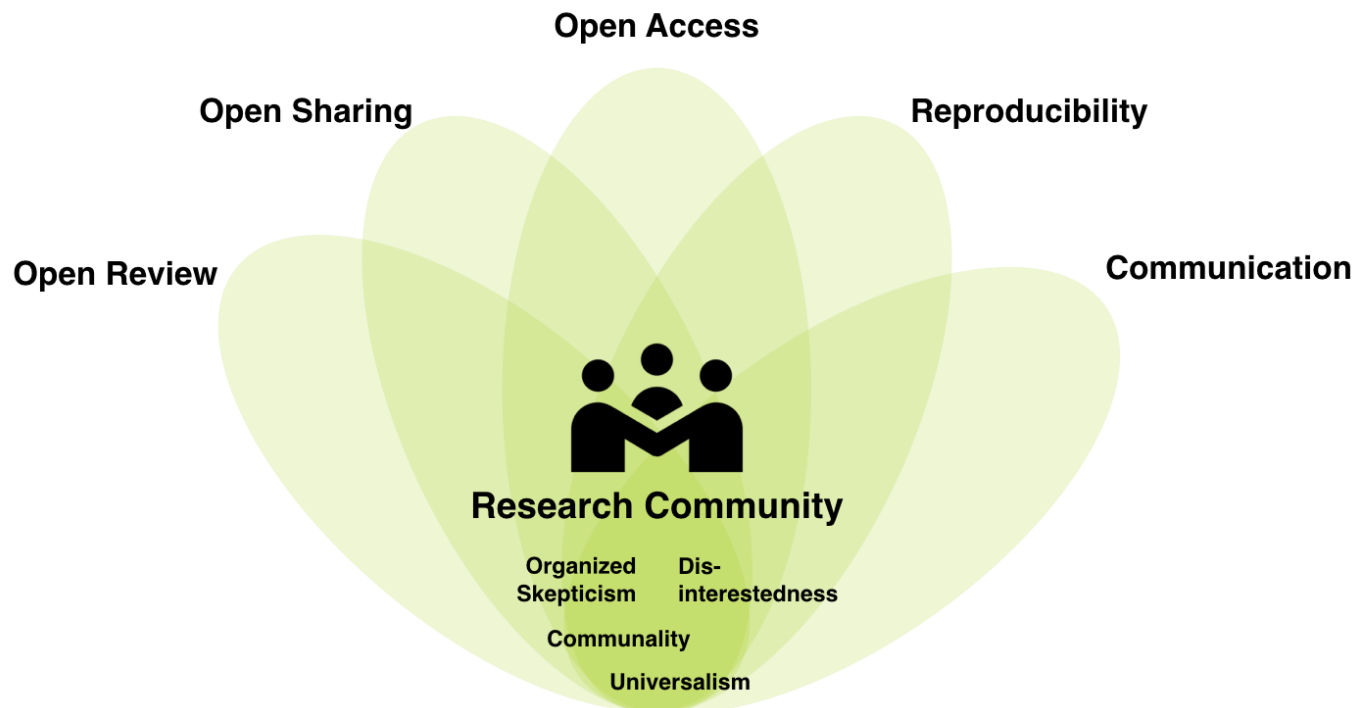 Open Access
Open Sharing
Reproducibility
Open Review
Communication
Research Community
Organized
Skepticism
Dis-
interestedness
Communality
Universalism